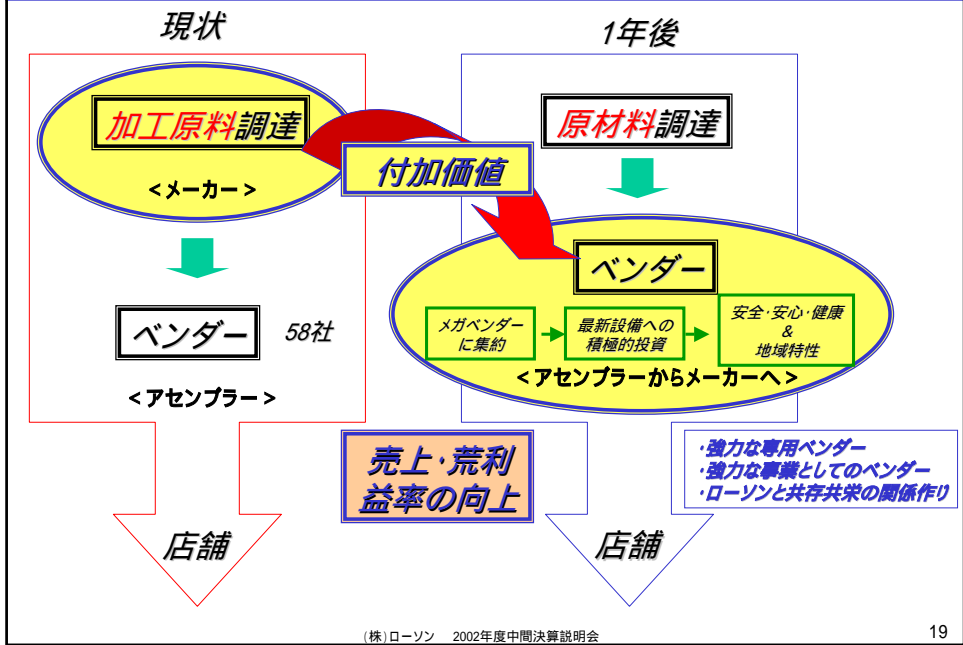 現状
加工原料調達
<メーカー>
ベンダー
58社
<アセンブラー>
店舗
付加価値
売上･荒利
益率の向上
1年後
原材料調達
ベンダー
メガベンダー
に集約
最新設備への
積極的投資
安全･安心･健康
&
地域特性
<アセンブラーからメーカーへ>
･強力な専用ベンダー
･強力な事業としてのベンダー
･ローソンと共存共栄の関係作り
店舗
(株)ローソン 2002年度中間決算説明会
19